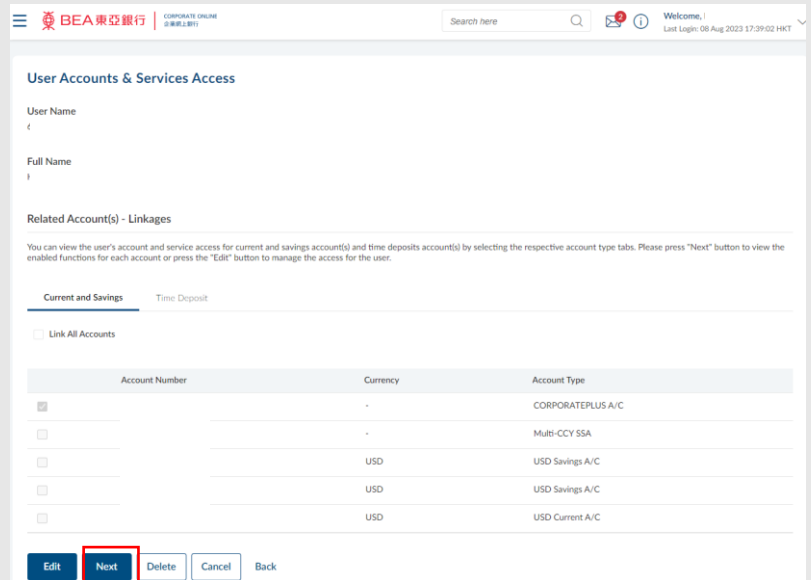 BEA東亞銀行
CORPORATE ONLINE
企業網上銀行
Search here
2
Welcome,
Last Login: 08 Aug 2023 17:39:02 HKT
User Accounts & Services Access
User Name
Full Name
Related Account(s) - Linkages
You can view the user's account and service access for current and savings account(s) and time deposits account(s) by selecting the respective account type tabs. Please press "Next" button to view the
enabled functions for each account or press the "Edit" button to manage the access for the user.
Current and Savings Time Deposit
Link All Accounts
Account Number Currency Account Type
- CORPORATEPLUS A/C
- Multi-CCY SSA
USD USD Savings A/C
USD USD Savings A/C
USD USD Current A/C
Edit Next Delete Cancel Back